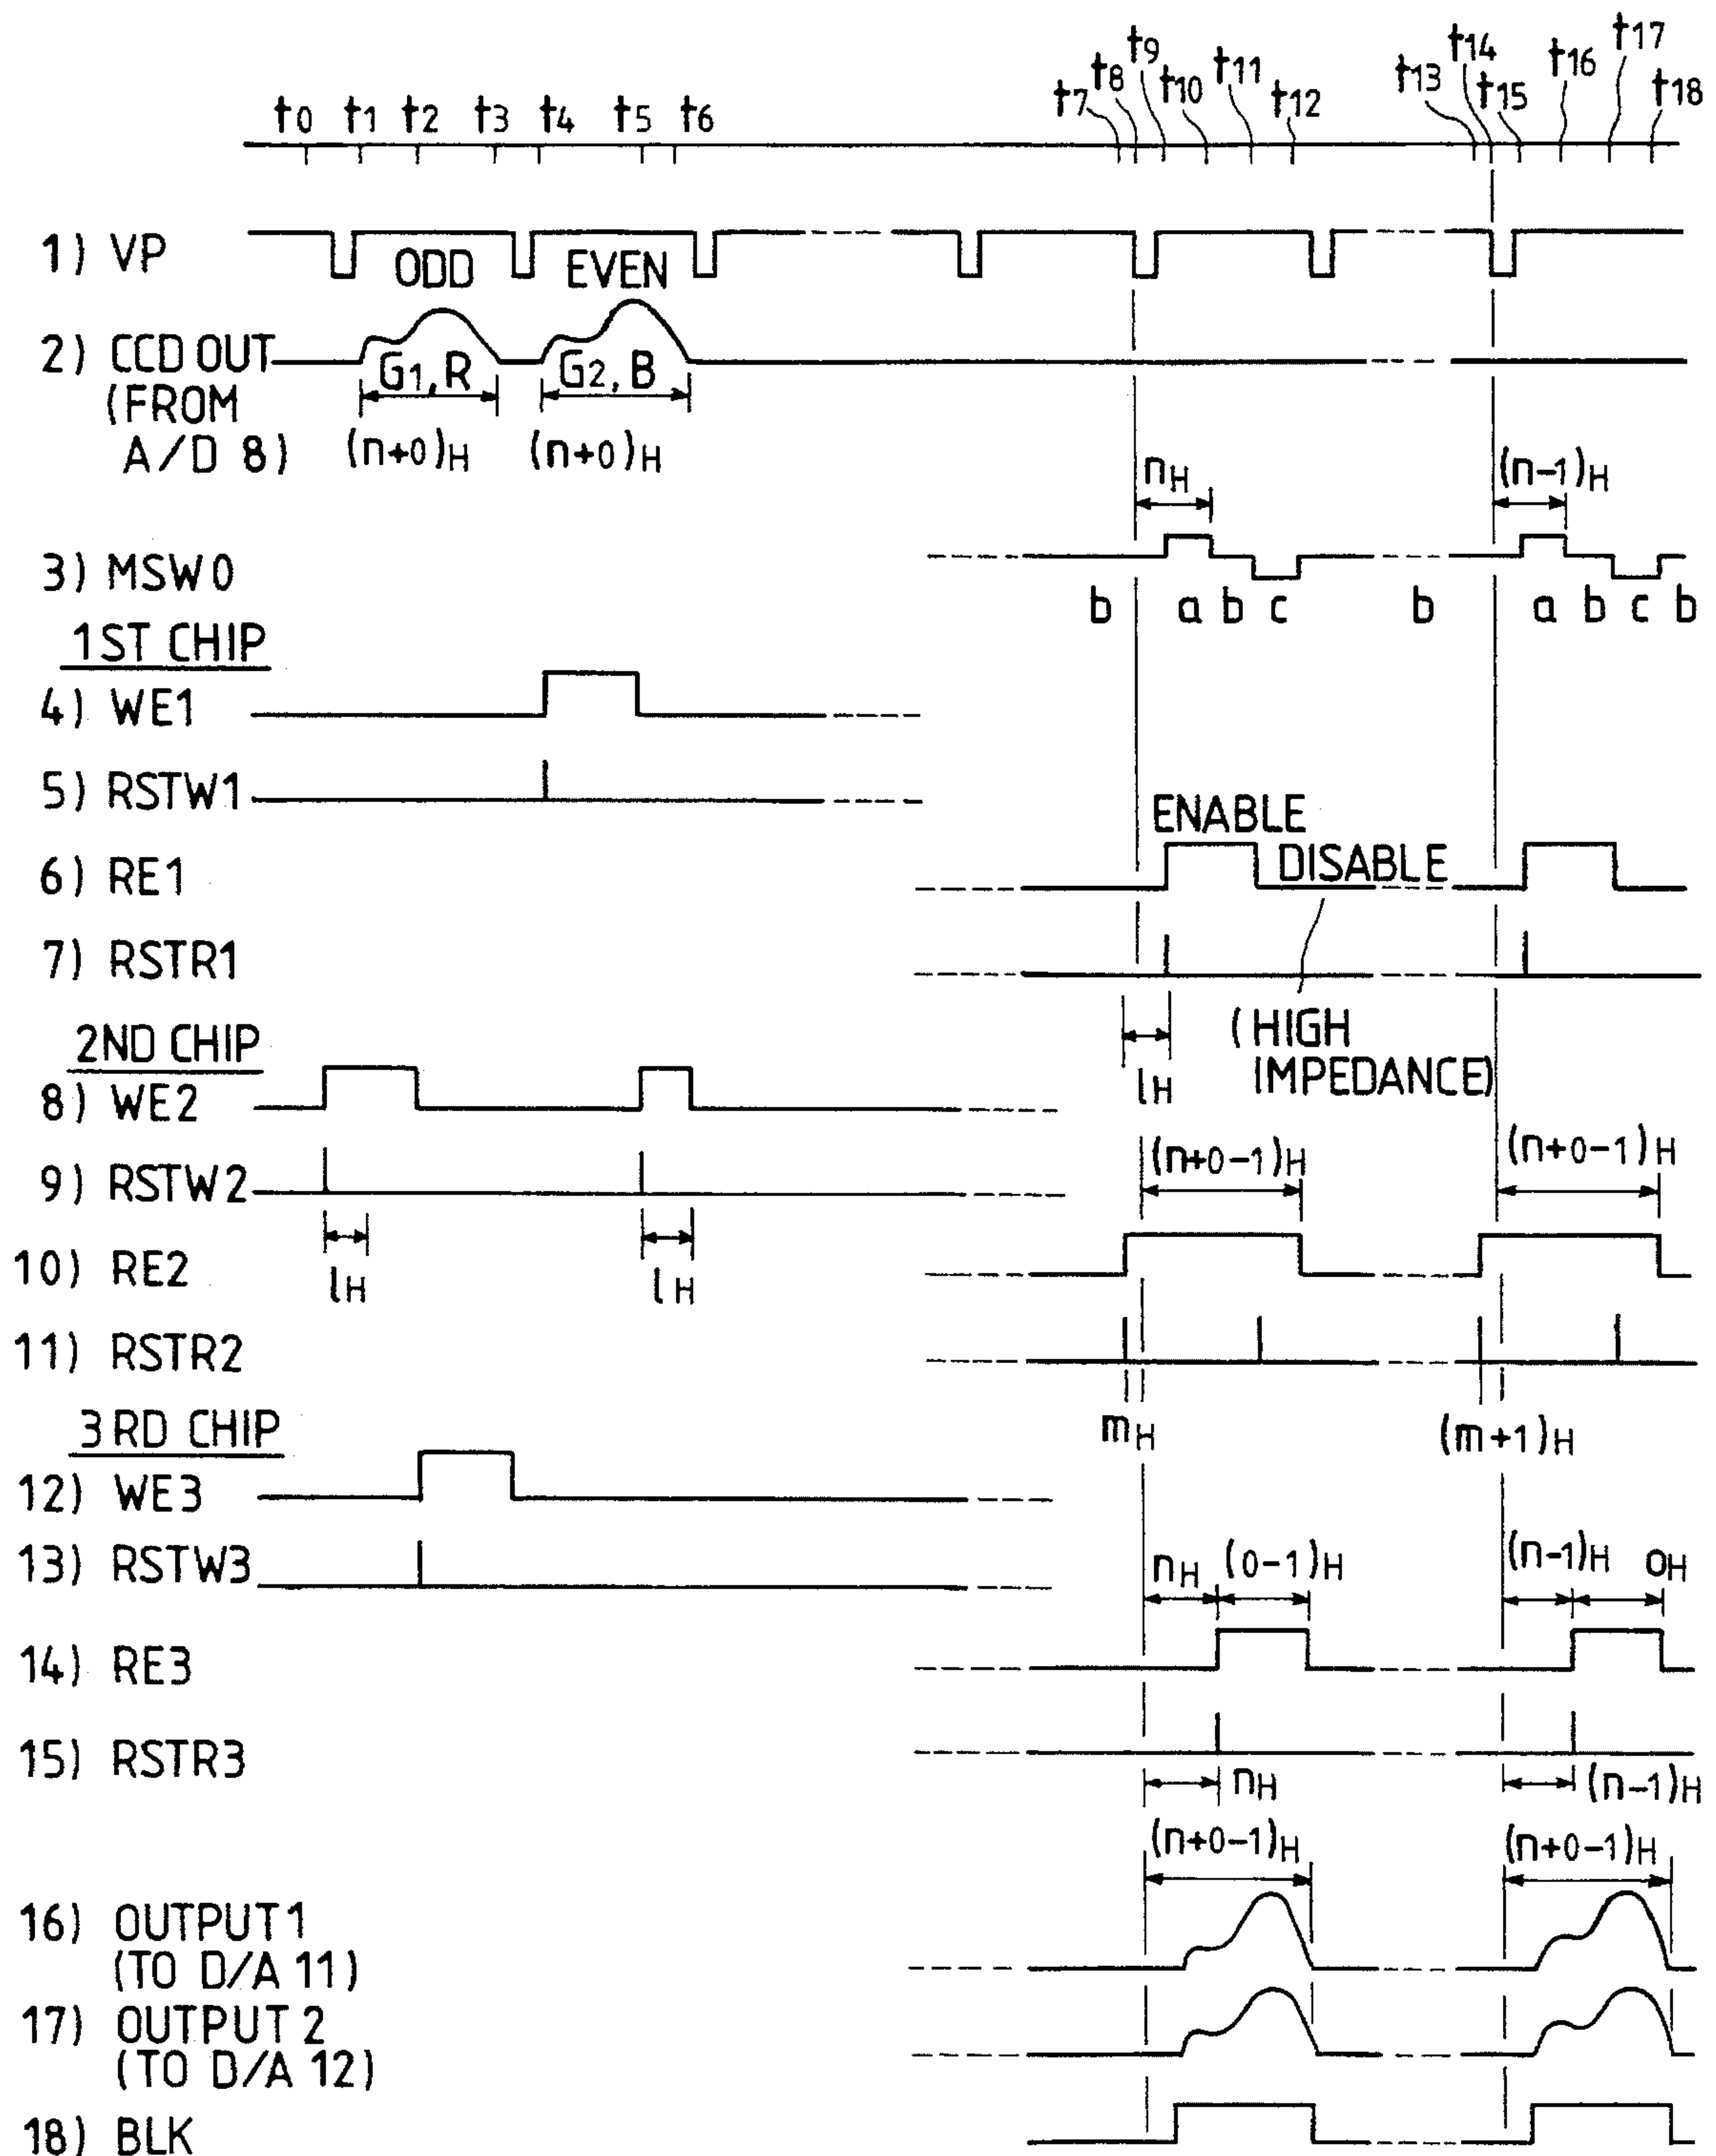 t0 t1 t2 t3 t4 t5 t6 t7 t8 t9 t10 t11 t12 t13 t14 t15 t16 t17 t18
1) VP
ODD EVEN
2) CCD OUT
(FROM
A/D 8)
G1, R G2, B
(n+0)H (n+0)H
nH (n-1)H
3) MSW0
b a b c b a b c b
1ST CHIP
4) WE1
5) RSTW1
ENABLE
DISABLE
6) RE1
7) RSTR1
(HIGH
IMPEDANCE)
lH
2ND CHIP
8) WE2
(n+0-1)H (n+0-1)H
9) RSTW2
lH lH
10) RE2
11) RSTR2
mH (m+1)H
3RD CHIP
12) WE3
13) RSTW3
nH (0-1)H (n-1)H 0H
14) RE3
15) RSTR3
nH (n-1)H
(n+0-1)H (n+0-1)H
16) OUTPUT1
(TO D/A 11)
17) OUTPUT 2
(TO D/A 12)
18) BLK